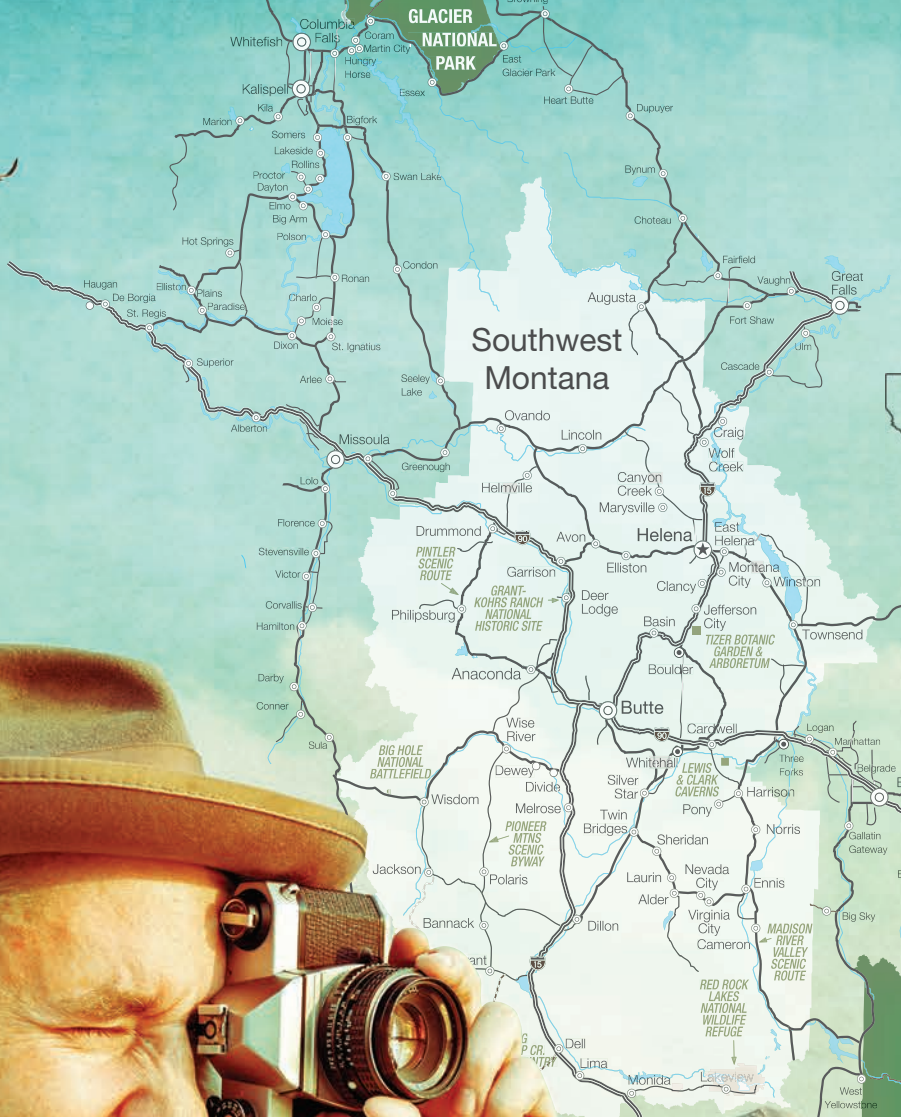 GLACIER
NATIONAL
PARK
Browning
Columbia
Falls
Whitefish
Coram
Martin City
Hungry
Horse
East
Glacier Park
Kalispell
Essex
Heart Butte
Kila
Marion
Bigfork
Dupuyer
Somers
Lakeside
Rollins
Proctor
Dayton
Swan Lake
Bynum
Elmo
Big Arm
Polson
Choteau
Hot Springs
Condon
Fairfield
Ronan
Haugan
De Borgia
St. Regis
Elliston
Plains
Paradise
Charlo
Moiese
Vaughn
Great
Falls
Augusta
Fort Shaw
Dixon
St. Ignatius
Ulm
Southwest
Montana
Superior
Arlee
Seeley
Lake
Cascade
Alberton
Ovando
Missoula
Lincoln
Craig
Wolf
Creek
Greenough
Lolo
Helmville
Canyon
Creek
Marysville
15
Florence
Drummond
90
Avon
Helena
East
Helena
Stevensville
PINTLER
SCENIC
ROUTE
Garrison
Elliston
Montana
City
Winston
Victor
GRANT-
KOHRS RANCH
NATIONAL
HISTORIC SITE
Deer
Lodge
Clancy
Corvallis
Philipsburg
Basin
Jefferson
City
Hamilton
TIZER BOTANIC
GARDEN &
ARBORETUM
Townsend
Anaconda
Boulder
Darby
Conner
Butte
Sula
Wise
River
90
Cardwell
Logan
Manhattan
BIG HOLE
NATIONAL
BATTLEFIELD
Dewey
Whitehall
Three
Forks
Belgrade
LEWIS
& CLARK
CAVERNS
Divide
Silver
Star
Wisdom
Melrose
Pony
Harrison
Twin
Bridges
PIONEER
MTNS
SCENIC
BYWAY
Norris
Sheridan
Gallatin
Gateway
Jackson
Polaris
Laurin
Nevada
City
Ennis
Alder
Virginia
City
Bannack
Dillon
Big Sky
Cameron
MADISON
RIVER
VALLEY
SCENIC
ROUTE
ant
15
RED ROCK
LAKES
NATIONAL
WILDLIFE
REFUGE
G
P CR.
NTRY
Dell
Lima
Monida
Lakeview
West
Yellowstone